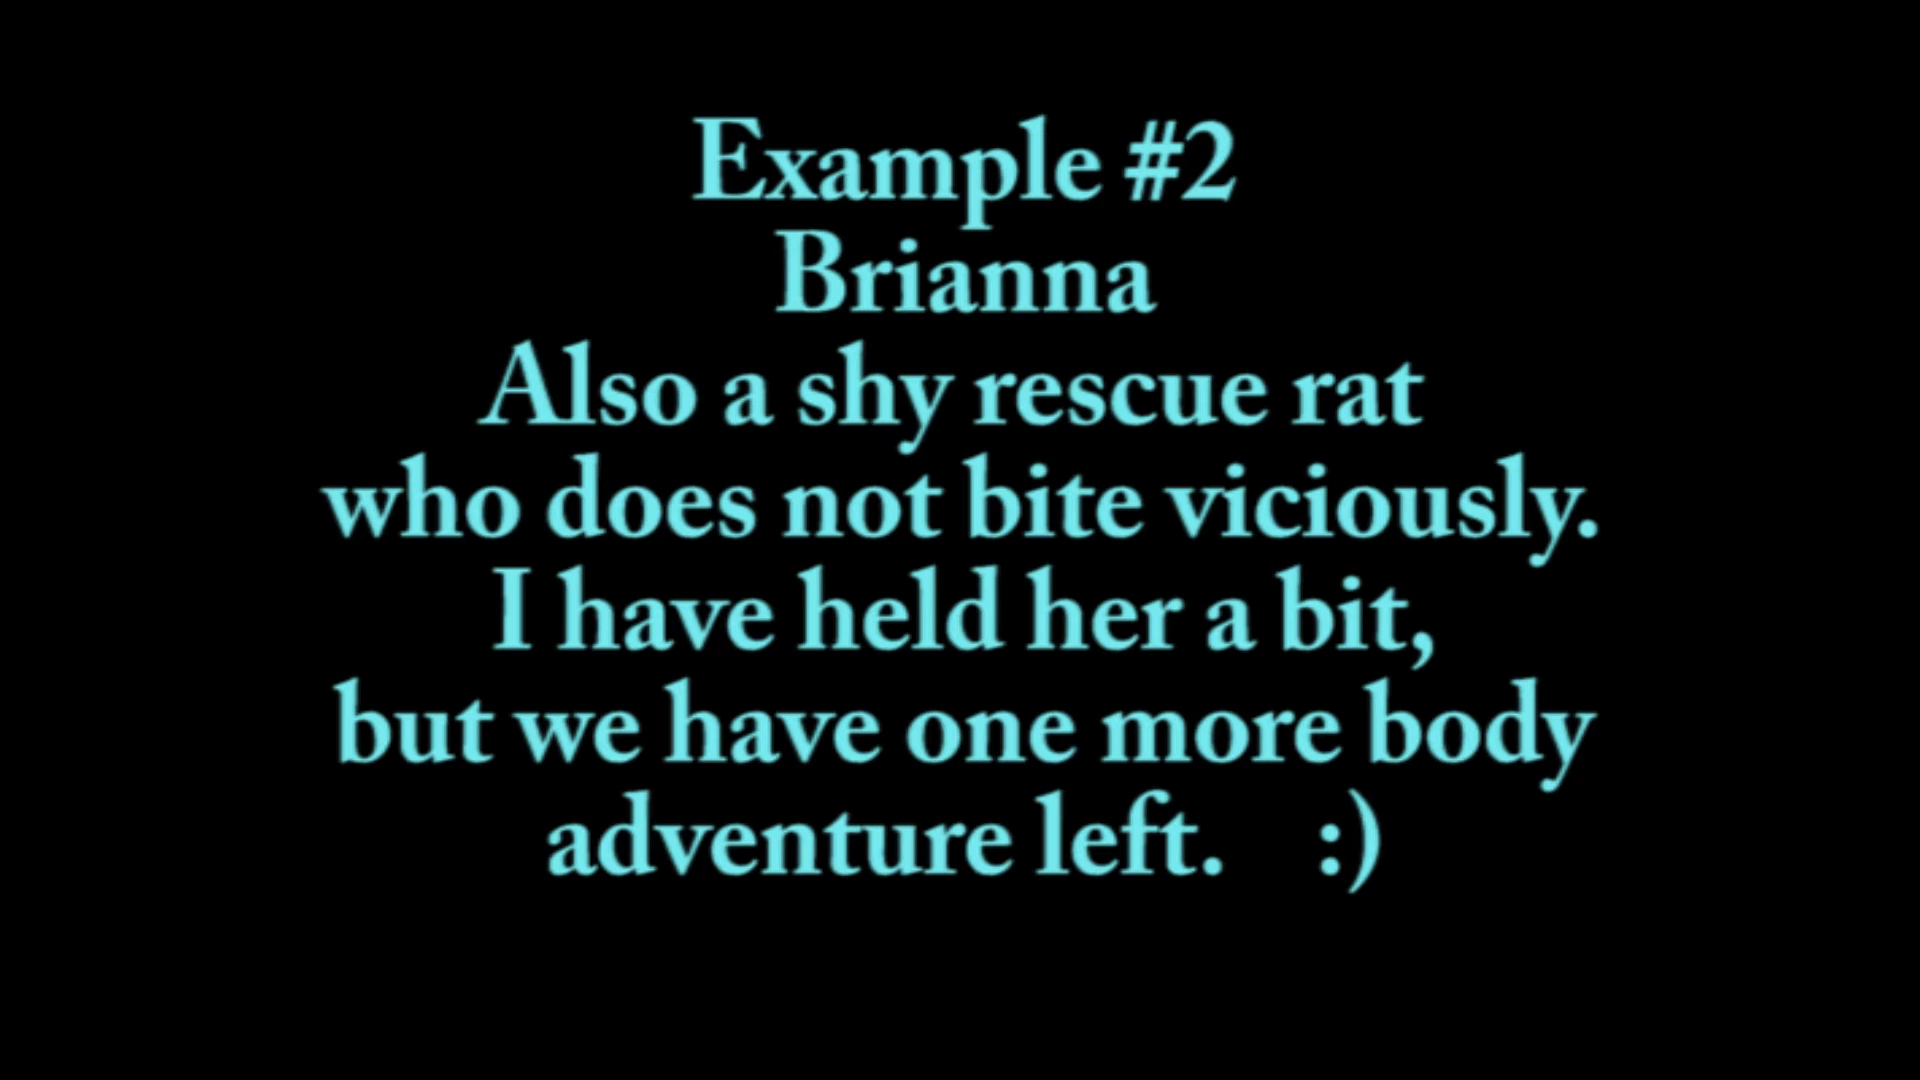 Example #2
Brianna
Also a shy rescue rat
who does not bite viciously.
I have held her a bit,
but we have one more body
adventure left. :)